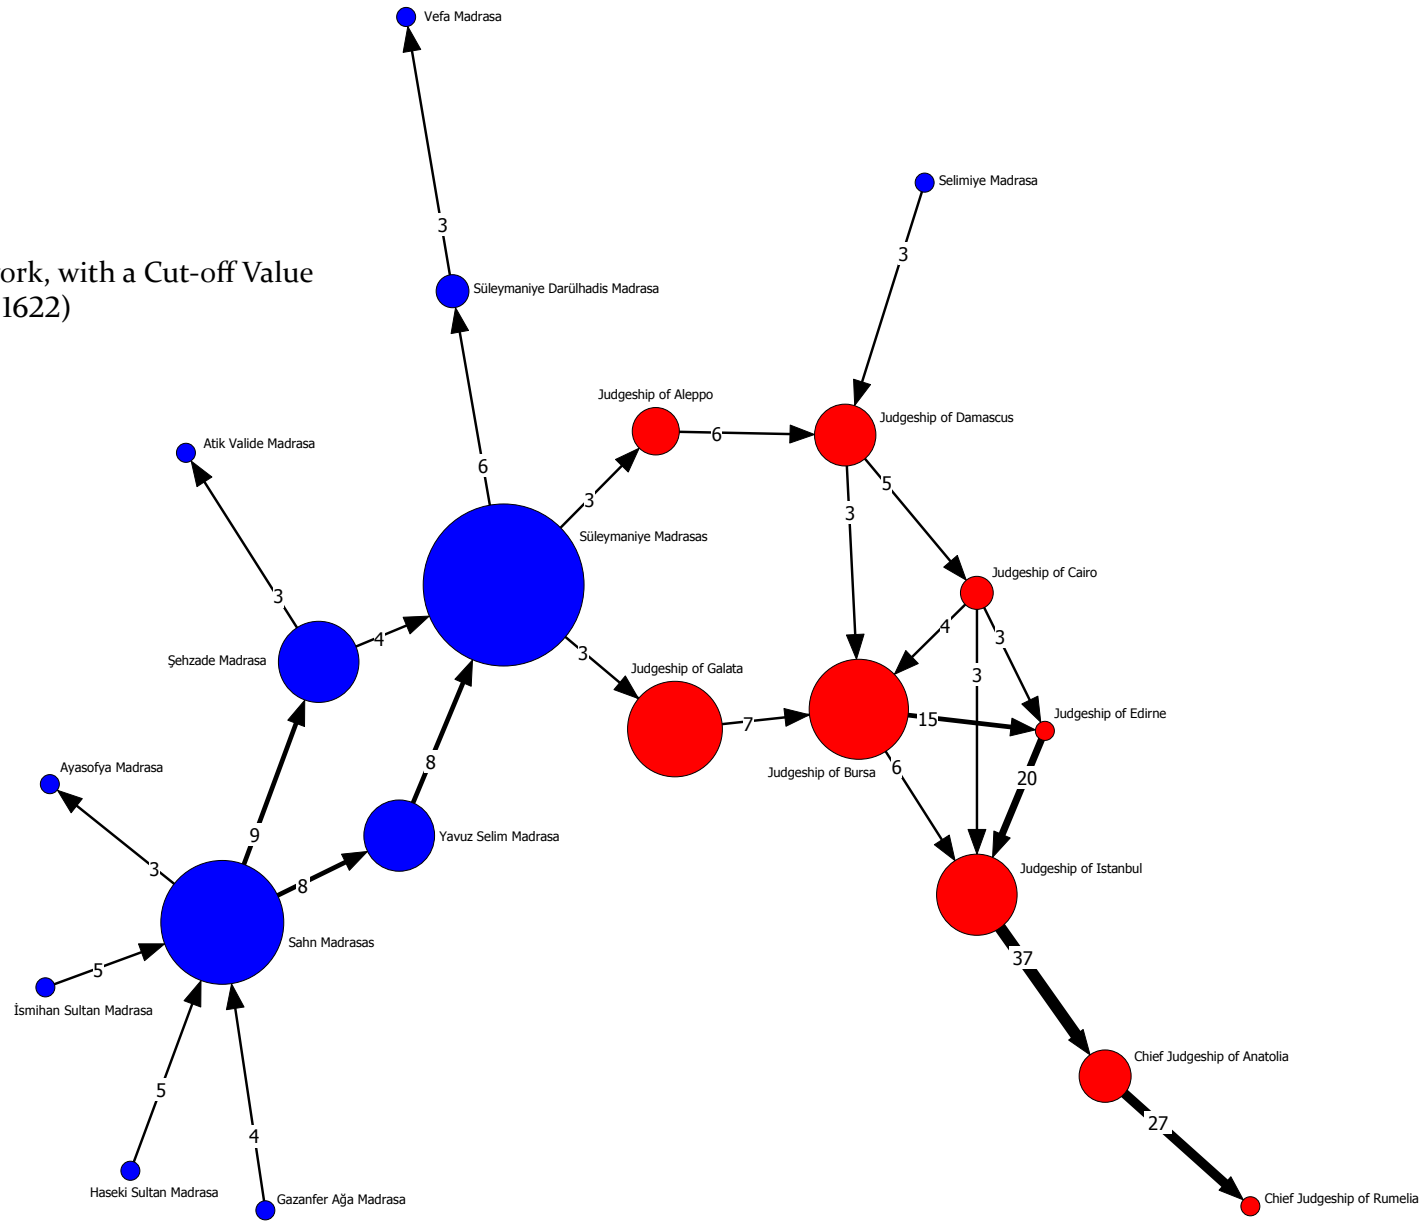 Vefa Madrasa
Selimiye Madrasa
3
3
ork, with a Cut-off Value
1622)
Süleymaniye Darülhadis Madrasa
Judgeship of Aleppo
Judgeship of Damascus
6
Atik Valide Madrasa
6
5
3
3
Süleymaniye Madrasas
Judgeship of Cairo
3
4
3
4
3
Şehzade Madrasa
3
Judgeship of Galata
3
Judgeship of Edirne
7
15
Ayasofya Madrasa
8
6
Judgeship of Bursa
20
9
Yavuz Selim Madrasa
3
8
Judgeship of Istanbul
Sahn Madrasas
37
5
İsmihan Sultan Madrasa
Chief Judgeship of Anatolia
5
27
4
Haseki Sultan Madrasa
Gazanfer Ağa Madrasa
Chief Judgeship of Rumelia